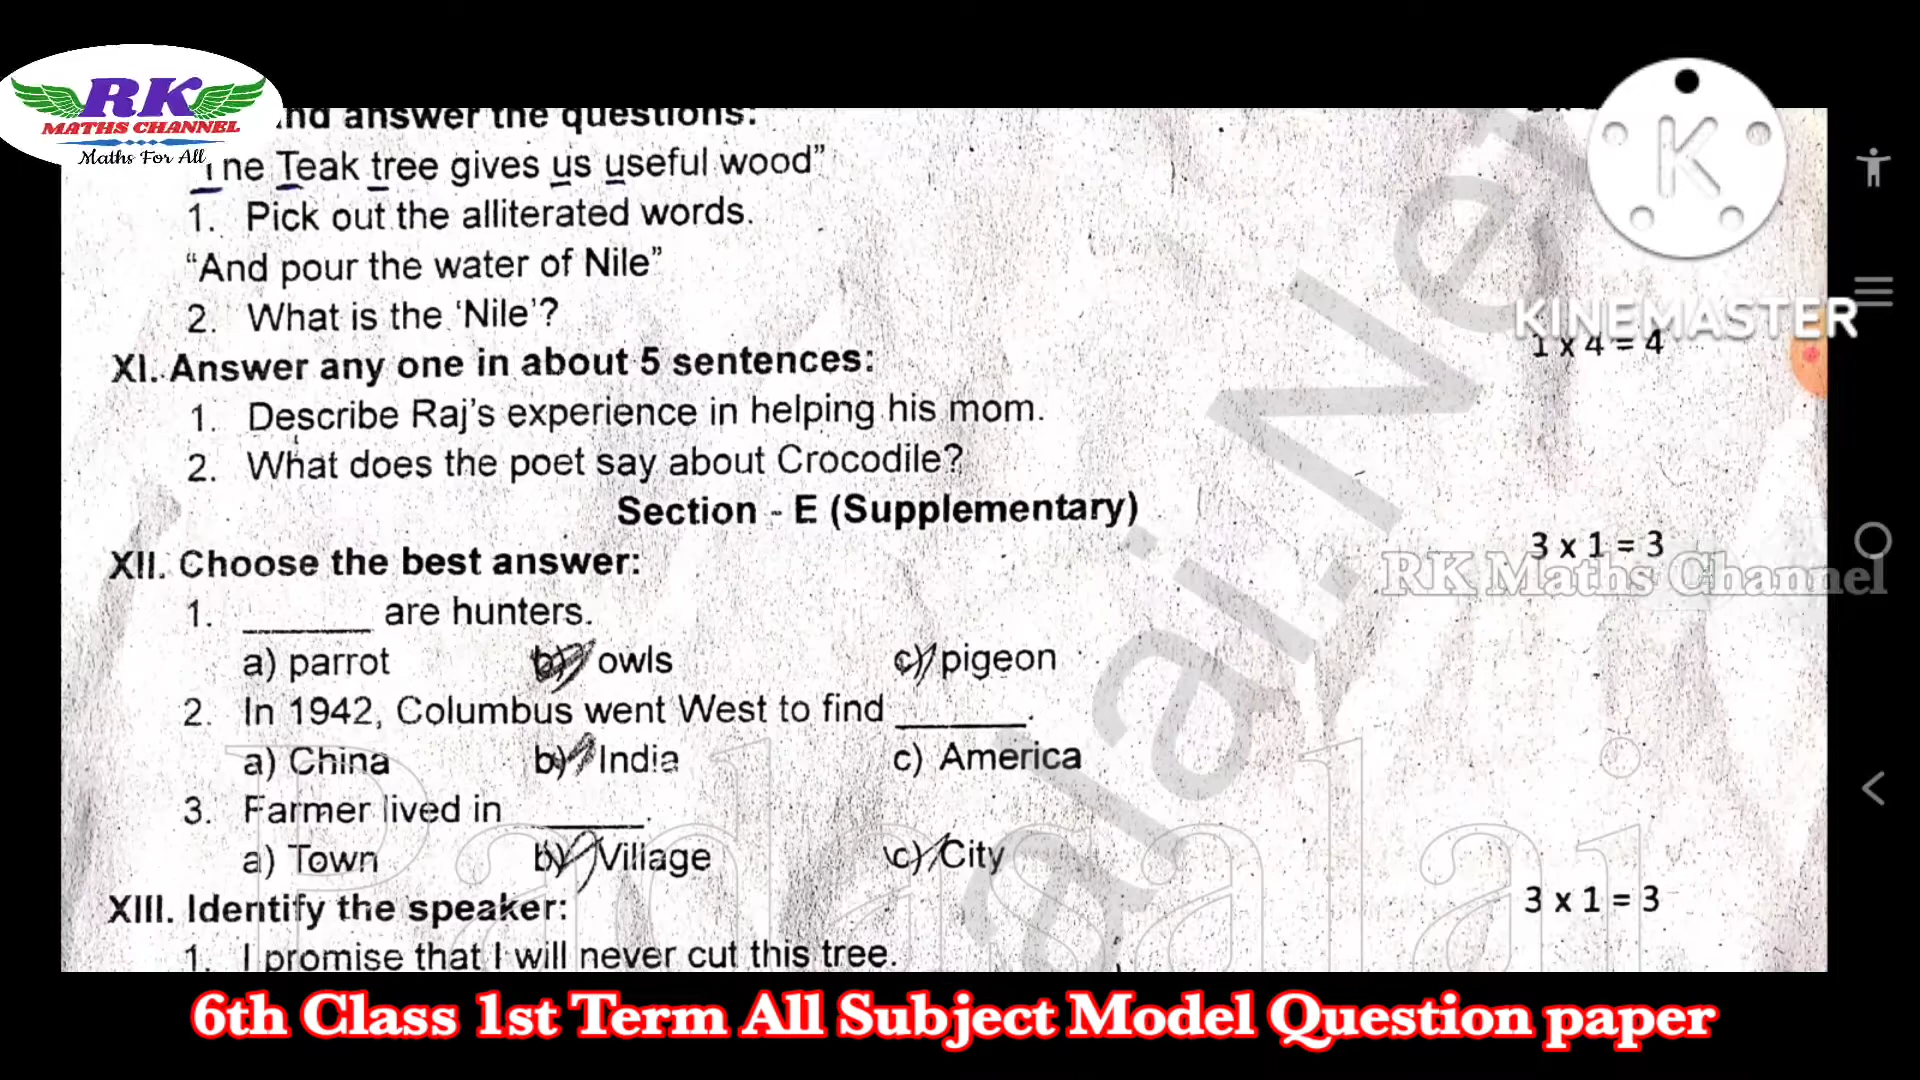 RK
MATHS CHANNEL
Maths For All
and answer the questions:
The Teak tree gives us useful wood”
1. Pick out the alliterated words.
“And pour the water of Nile”
2. What is the ‘Nile’?
K
KINEMASTER
XI. Answer any one in about 5 sentences: 1 x 4 = 4
1. Describe Raj’s experience in helping his mom.
2. What does the poet say about Crocodile?
Section - E (Supplementary)
XII. Choose the best answer: 3 x 1 = 3
RK Maths Channel
1. ______ are hunters.
a) parrot b) owls c) pigeon
2. In 1942, Columbus went West to find ______.
a) China b) India c) America
3. Farmer lived in ______.
a) Town b) Village c) City
Padasalai
XIII. Identify the speaker: 3 x 1 = 3
1. I promise that I will never cut this tree.
6th Class 1st Term All Subject Model Question paper